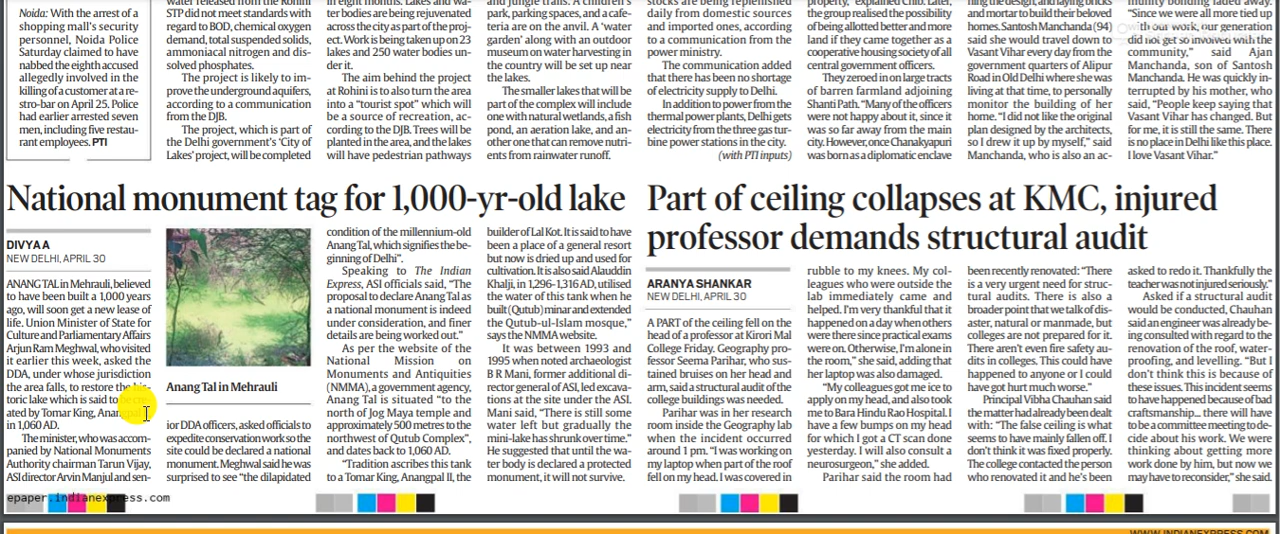 Noida: With the arrest of a
shopping mall's security
personnel, Noida Police
Saturday claimed to have
nabbed the eighth accused
allegedly involved in the
killing of a customer at a re-
stro-bar on April 25. Police
had earlier arrested seven
men, including five restau-
rant employees. PTI
water released from the Rohini
STP did not meet standards with
regard to BOD, chemical oxygen
demand, total suspended solids,
ammoniacal nitrogen and dis-
solved phosphates.
The project is likely to im-
prove the underground aquifers,
according to a communication
from the DJB.
The project, which is part of
the Delhi government's 'City of
Lakes' project, will be completed
in eight months. Lakes and wa-
ter bodies are being rejuvenated
across the city as part of the proj-
ect. Work is being taken up on 23
lakes and 250 water bodies un-
der it.
The aim behind the project
at Rohini is to also turn the area
into a "tourist spot" which will
be a source of recreation, ac-
cording to the DJB. Trees will be
planted in the area, and the lakes
will have pedestrian pathways
and jungle trails. A children's
park, parking spaces, and a cafe-
teria are on the anvil. A 'water
garden' along with an outdoor
museum on water harvesting in
the country will be set up near
the lakes.
The smaller lakes that will be
part of the complex will include
one with natural wetlands, a fish
pond, an aeration lake, and an-
other one that can remove nutri-
ents from rainwater runoff.
stocks are being replenished
daily from domestic sources
and imported ones, according
to a communication from the
power ministry.
The communication added
that there has been no shortage
of electricity supply to Delhi.
In addition to power from the
thermal power plants, Delhi gets
electricity from the three gas tur-
bine power stations in the city.
(with PTI inputs)
property," explained Chib. Later,
the group realised the possibility
of being allotted better and more
land if they came together as a
cooperative housing society of all
central government officers.
They zeroed in on large tracts
of barren farmland adjoining
Shanti Path. "Many of the officers
were not happy about it, since it
was so far away from the main
city. However, once Chanakyapuri
was born as a diplomatic enclave
ning the design, and laying bricks
and mortar to build their beloved
homes. Santosh Manchanda (94)
said she would travel down to
Vasant Vihar every day from the
government quarters of Alipur
Road in Old Delhi where she was
living at that time, to personally
monitor the building of her
home. "I did not like the original
plan designed by the architects,
so I drew it up by myself," said
Manchanda, who is also an ac-
munity bonding faded away.
"Since we were all more tied up
with our work, our generation
did not get so involved with the
community," said Ajan
Manchanda, son of Santosh
Manchanda. He was quickly in-
terrupted by his mother, who
said, "People keep saying that
Vasant Vihar has changed. But
for me, it is still the same. There
is no place in Delhi like this place.
I love Vasant Vihar."
National monument tag for 1,000-yr-old lake
DIVYA A
NEW DELHI, APRIL 30
ANANG TAL in Mehrauli, believed
to have been built a 1,000 years
ago, will soon get a new lease of
life. Union Minister of State for
Culture and Parliamentary Affairs
Arjun Ram Meghwal, who visited
it earlier this week, asked the
DDA, under whose jurisdiction
the area falls, to restore the his-
toric lake which is said to be cre-
ated by Tomar King, Anangpal II,
in 1,060 AD.
The minister, who was accom-
panied by National Monuments
Authority chairman Tarun Vijay,
ASI director Arvin Manjul and sen-
Anang Tal in Mehrauli
ior DDA officers, asked officials to
expedite conservation work so the
site could be declared a national
monument. Meghwal said he was
surprised to see "the dilapidated
condition of the millennium-old
Anang Tal, which signifies the be-
ginning of Delhi".
Speaking to The Indian
Express, ASI officials said, "The
proposal to declare Anang Tal as
a national monument is indeed
under consideration, and finer
details are being worked out."
As per the website of the
National Mission on
Monuments and Antiquities
(NMMA), a government agency,
Anang Tal is situated "to the
north of Jog Maya temple and
approximately 500 metres to the
northwest of Qutub Complex",
and dates back to 1,060 AD.
"Tradition ascribes this tank
to a Tomar King, Anangpal II, the
builder of Lal Kot. It is said to have
been a place of a general resort
but now is dried up and used for
cultivation. It is also said Alauddin
Khalji, in 1,296-1,316 AD, utilised
the water of this tank when he
built (Qutub) minar and extended
the Qutub-ul-Islam mosque,"
says the NMMA website.
It was between 1993 and
1995 when noted archaeologist
B R Mani, former additional di-
rector general of ASI, led excava-
tions at the site under the ASI.
Mani said, "There is still some
water left but gradually the
mini-lake has shrunk over time."
He suggested that until the wa-
ter body is declared a protected
monument, it will not survive.
Part of ceiling collapses at KMC, injured
professor demands structural audit
ARANYA SHANKAR
NEW DELHI, APRIL 30
A PART of the ceiling fell on the
head of a professor at Kirori Mal
College Friday. Geography pro-
fessor Seema Parihar, who sus-
tained bruises on her head and
arm, said a structural audit of the
college buildings was needed.
Parihar was in her research
room inside the Geography lab
when the incident occurred
around 1 pm. "I was working on
my laptop when part of the roof
fell on my head. I was covered in
rubble to my knees. My col-
leagues who were outside the
lab immediately came and
helped. I'm very thankful that it
happened on a day when others
were there since practical exams
were on. Otherwise, I'm alone in
the room," she said, adding that
her laptop was also damaged.
"My colleagues got me ice to
apply on my head, and also took
me to Bara Hindu Rao Hospital. I
have a few bumps on my head
for which I got a CT scan done
yesterday. I will also consult a
neurosurgeon," she added.
Parihar said the room had
been recently renovated: "There
is a very urgent need for struc-
tural audits. There is also a
broader point that we talk of dis-
aster, natural or manmade, but
colleges are not prepared for it.
There aren't even fire safety au-
dits in colleges. This could have
happened to anyone or I could
have got hurt much worse."
Principal Vibha Chauhan said
the matter had already been dealt
with: "The false ceiling is what
seems to have mainly fallen off. I
don't think it was fixed properly.
The college contacted the person
who renovated it and he's been
asked to redo it. Thankfully the
teacher was not injured seriously."
Asked if a structural audit
would be conducted, Chauhan
said an engineer was already be-
ing consulted with regard to the
renovation of the roof, water-
proofing, and levelling. "But I
don't think this is because of
these issues. This incident seems
to have happened because of bad
craftsmanship... there will have
to be a committee meeting to de-
cide about his work. We were
thinking about getting more
work done by him, but now we
may have to reconsider," she said.
epaper.indianexpress.com
WWW.INDIANEXPRESS.COM